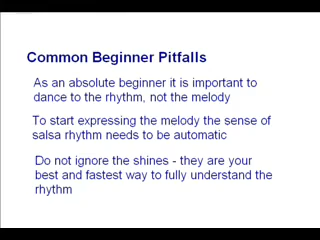 Common Beginner Pitfalls
As an absolute beginner it is important to
dance to the rhythm, not the melody
To start expressing the melody the sense of
salsa rhythm needs to be automatic
Do not ignore the shines - they are your
best and fastest way to fully understand the
rhythm